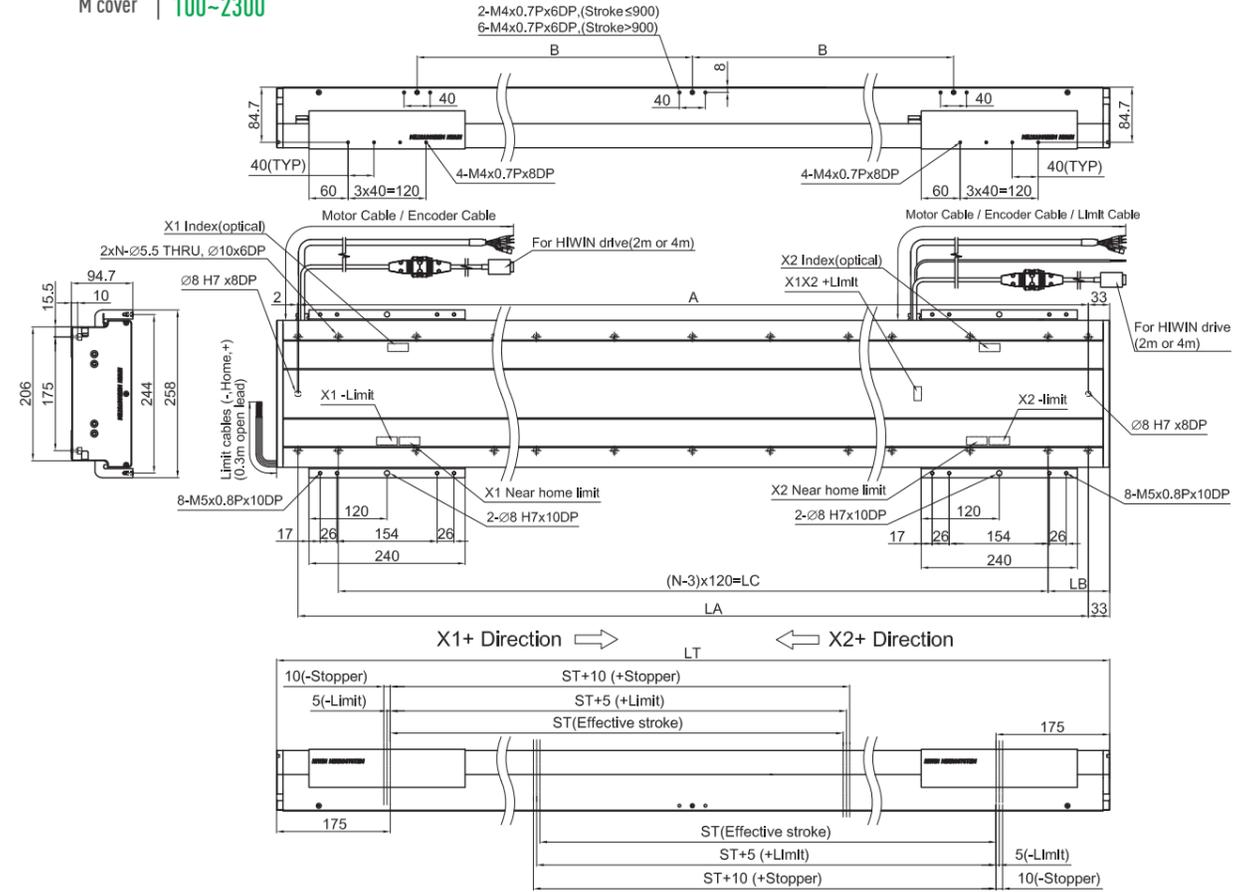 M cover | 100~2300
2-M4x0.7Px6DP,(Stroke≤900)
6-M4x0.7Px6DP,(Stroke>900)
B
B
8
40
40
40
84.7
84.7
40(TYP)
4-M4x0.7Px8DP
4-M4x0.7Px8DP
40(TYP)
60
3x40=120
60
3x40=120
X1 Index(optical)
Motor Cable / Encoder Cable
Motor Cable / Encoder Cable / LImIt Cable
2xN-Ø5.5 THRU, Ø10x6DP
For HIWIN drive(2m or 4m)
X2 Index(optical)
Ø8 H7 x8DP
X1X2 +LImIt
94.7
10
15.5
2
A
33
For HIWIN drive
(2m or 4m)
206
175
244
258
Limit cables (-,Home,+)
(0.3m open lead)
X1 -Limit
X2 -limit
Ø8 H7 x8DP
8-M5x0.8Px10DP
X1 Near home limit
X2 Near home limit
8-M5x0.8Px10DP
2-Ø8 H7x10DP
2-Ø8 H7x10DP
120
120
17
26
154
26
17
26
154
26
240
240
(N-3)x120=LC
LB
LA
33
X1+ Direction
X2+ Direction
LT
10(-Stopper)
ST+10 (+Stopper)
5(-LImIt)
ST+5 (+LImIt)
ST(Effective stroke)
175
175
ST(Effective stroke)
ST+5 (+LImIt)
5(-LImIt)
ST+10 (+Stopper)
10(-Stopper)